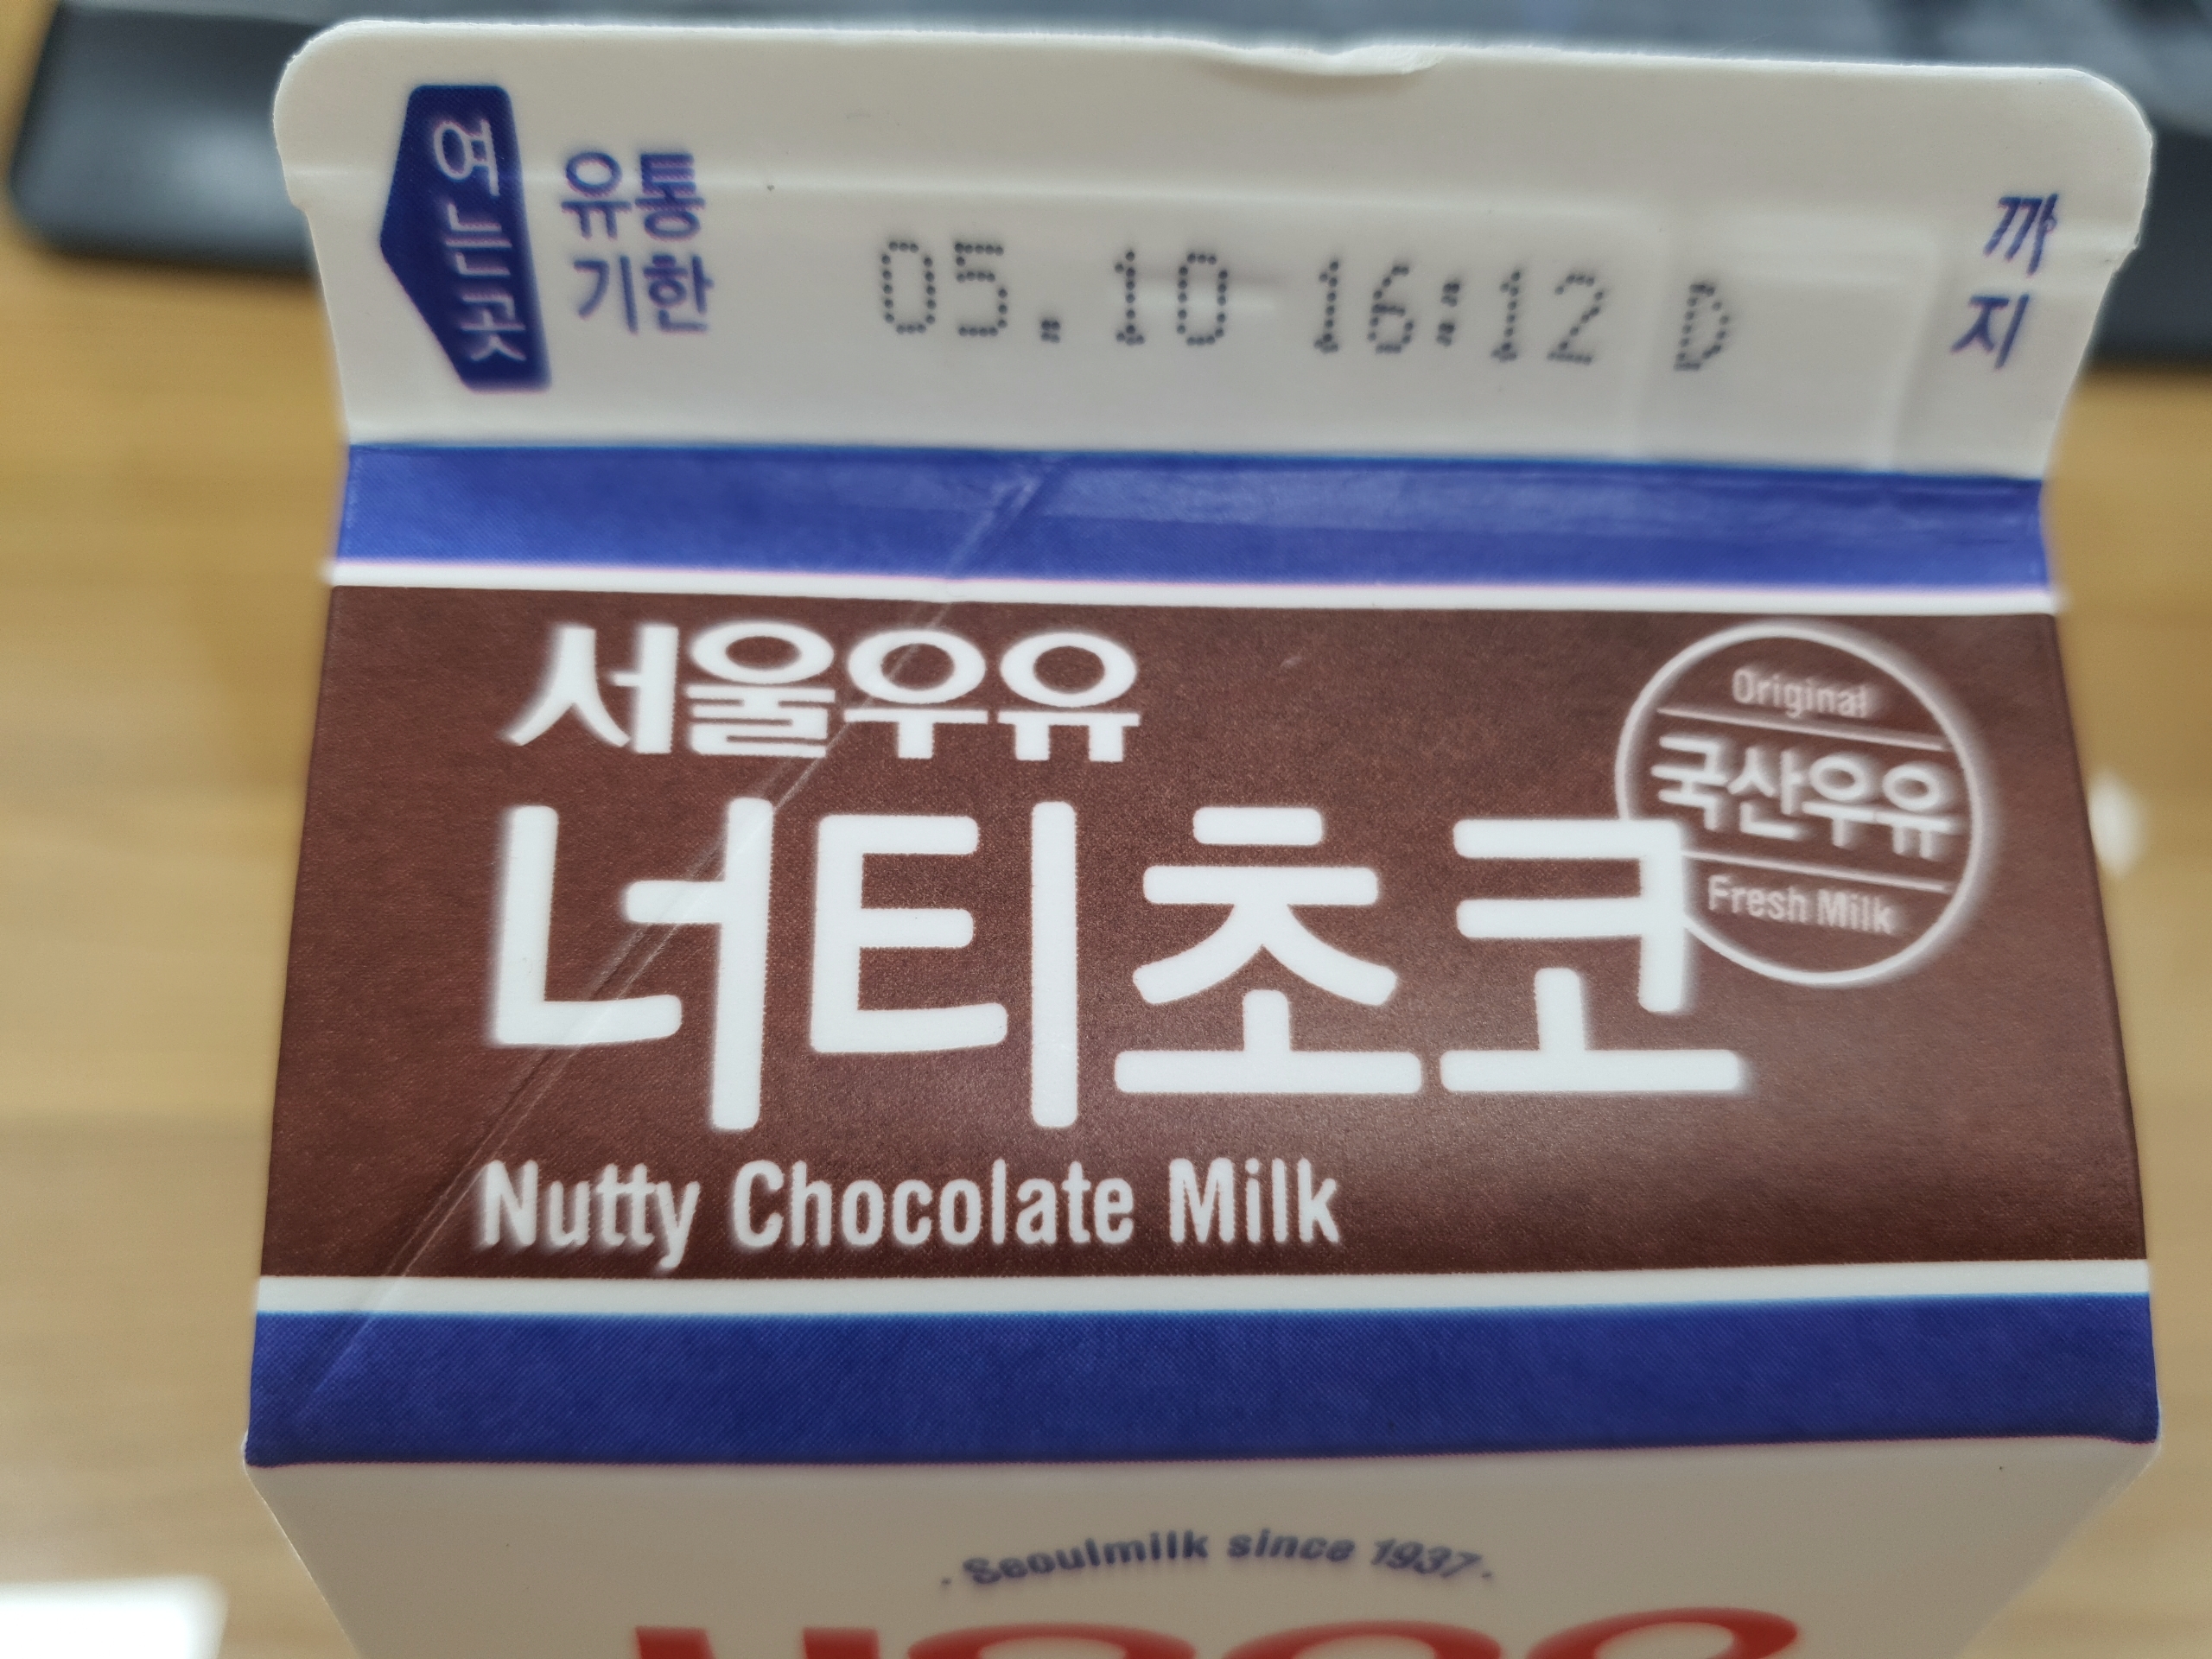 여는곳
유통
기한
05.10 16:12 D
까
지
서울우유
너티초코
Nutty Chocolate Milk
Original
국산우유
Fresh Milk
Seoulmilk since 1937